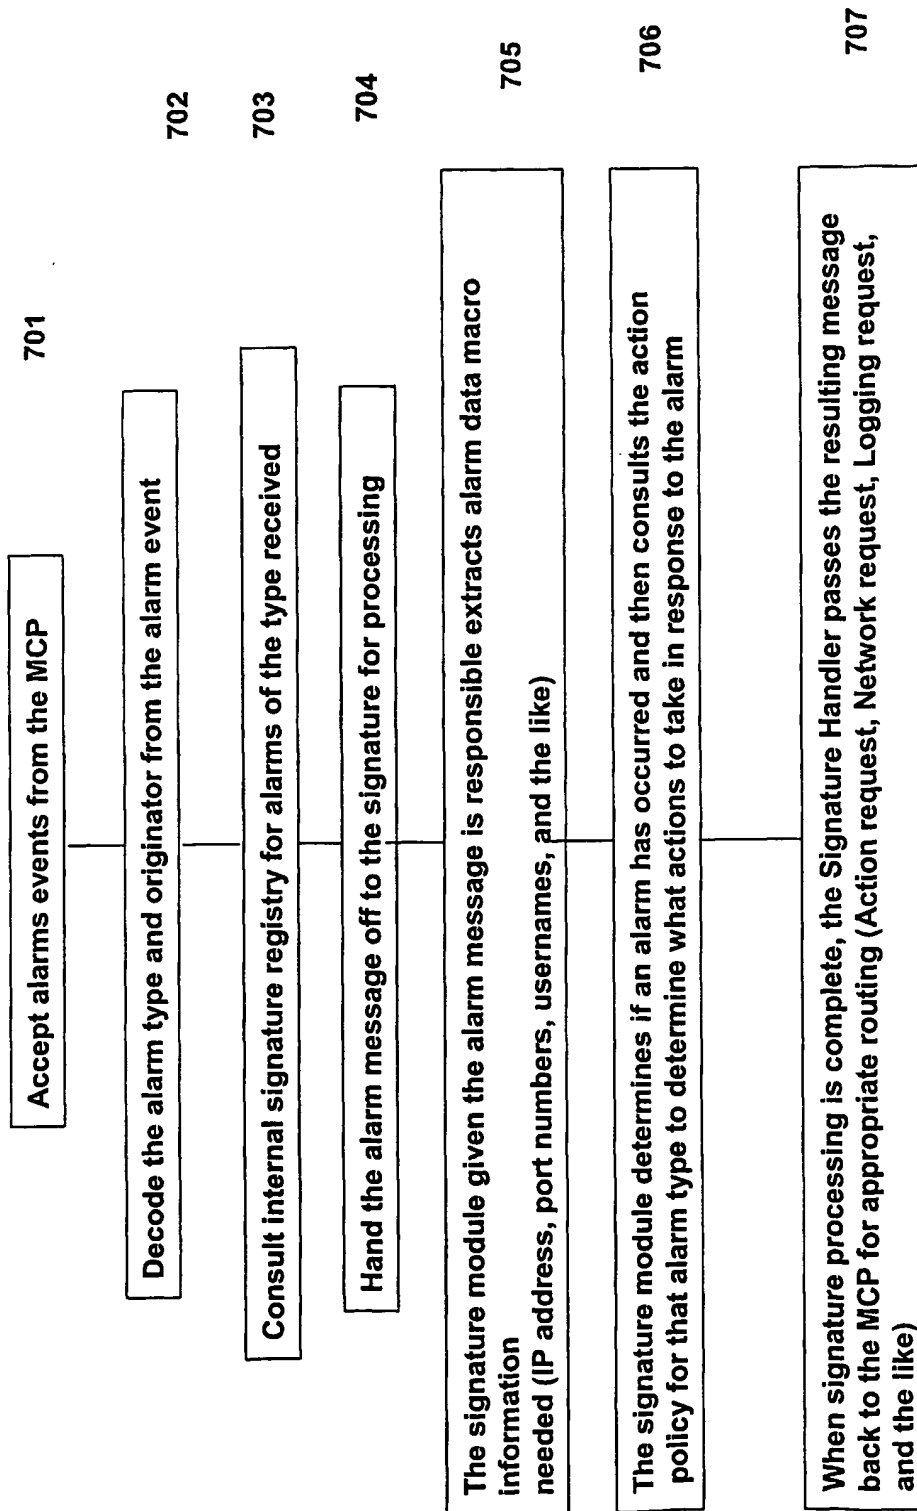 701
Accept alarms events from the MCP
702
Decode the alarm type and originator from the alarm event
703
Consult internal signature registry for alarms of the type received
704
Hand the alarm message off to the signature for processing
705
The signature module given the alarm message is responsible extracts alarm data macro
information
needed (IP address, port numbers, usernames, and the like)
706
The signature module determines if an alarm has occurred and then consults the action
policy for that alarm type to determine what actions to take in response to the alarm
707
When signature processing is complete, the Signature Handler passes the resulting message
back to the MCP for appropriate routing (Action request, Network request, Logging request,
and the like)